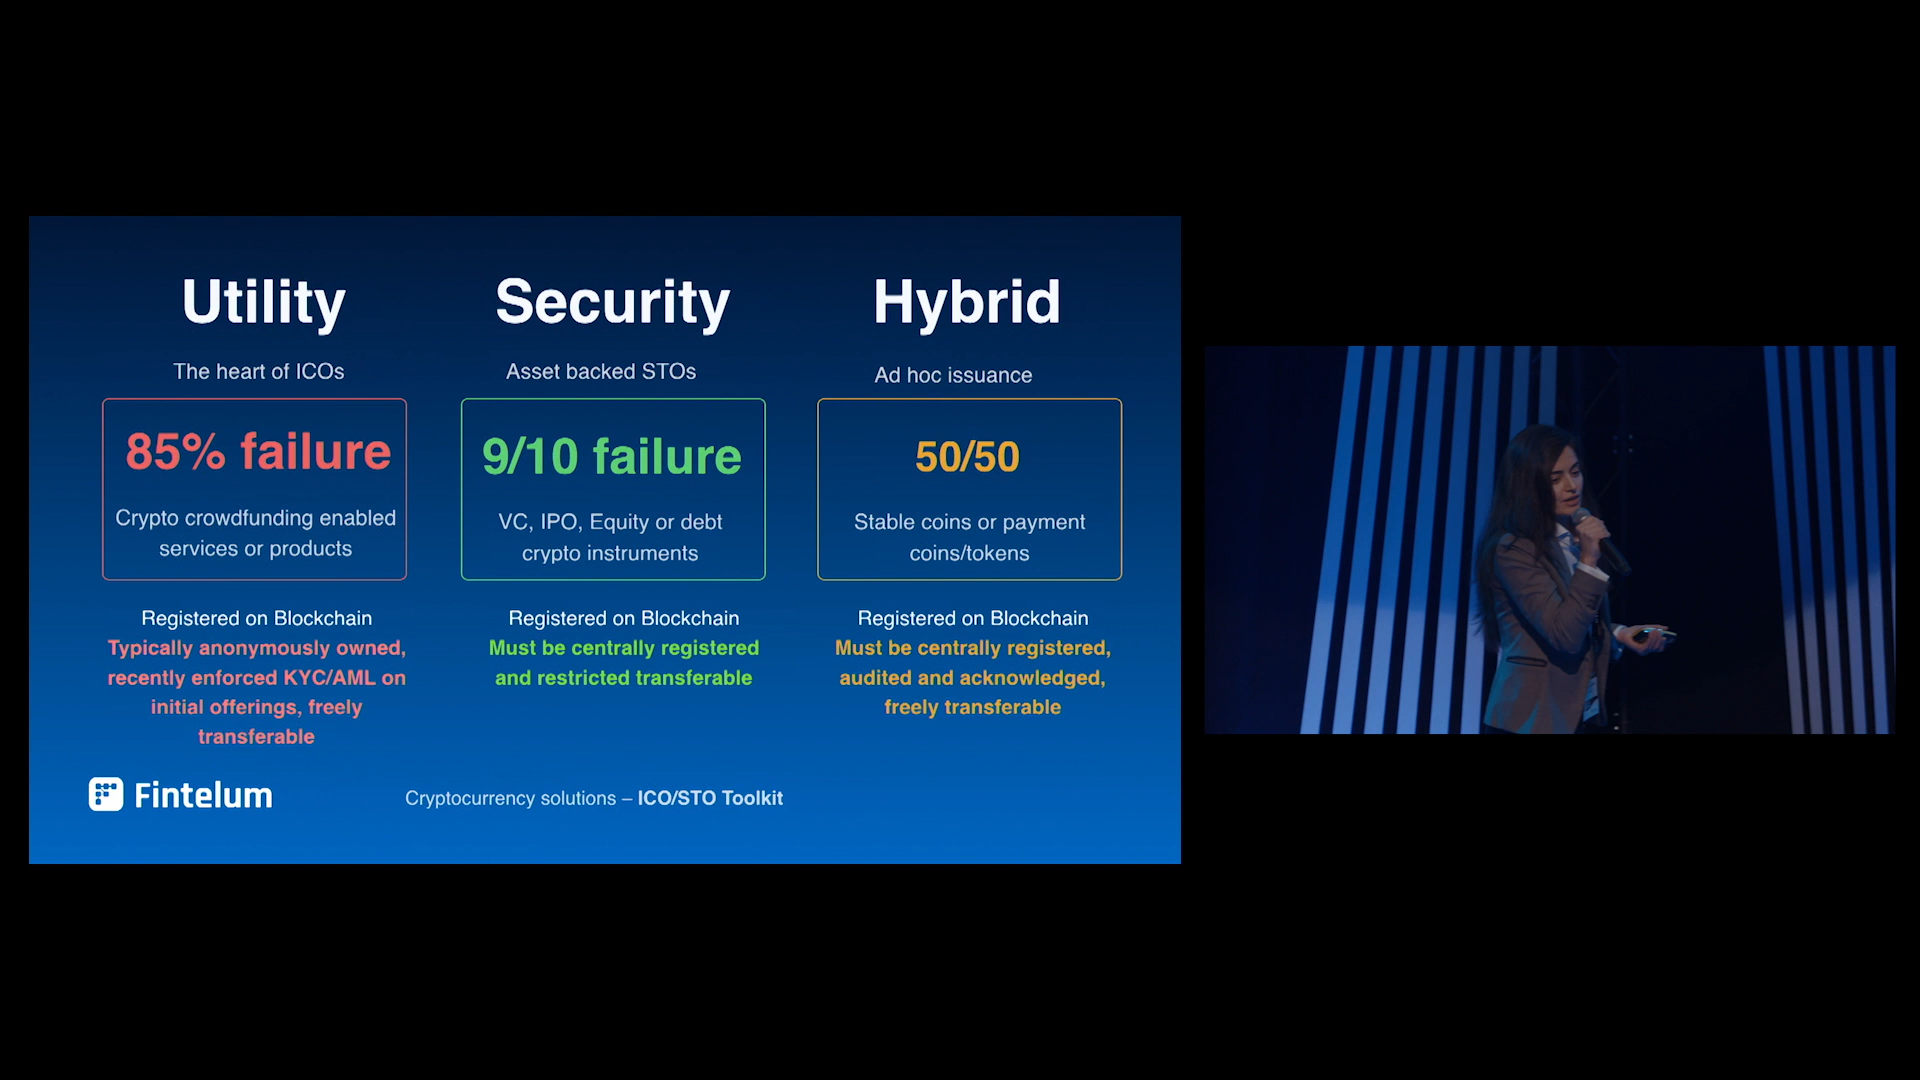 Utility
The heart of ICOs
85% failure
Crypto crowdfunding enabled
services or products
Registered on Blockchain
Typically anonymously owned,
recently enforced KYC/AML on
initial offerings, freely
transferable
Security
Asset backed STOs
9/10 failure
VC, IPO, Equity or debt
crypto instruments
Registered on Blockchain
Must be centrally registered
and restricted transferable
Hybrid
Ad hoc issuance
50/50
Stable coins or payment
coins/tokens
Registered on Blockchain
Must be centrally registered,
audited and acknowledged,
freely transferable
Fintelum
Cryptocurrency solutions – ICO/STO Toolkit